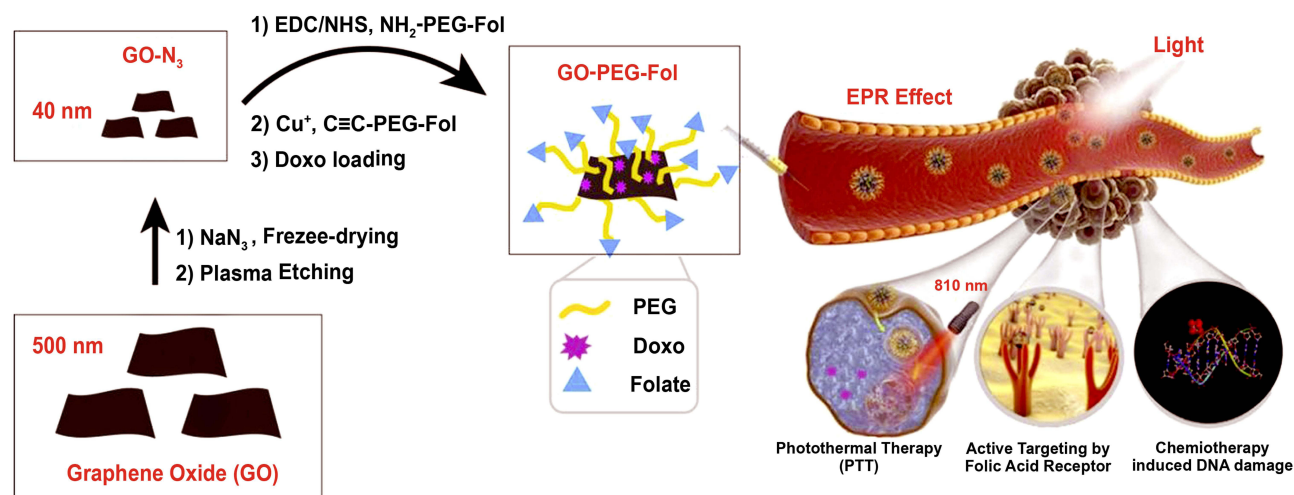 GO-N₃
40 nm
1) EDC/NHS, NH₂-PEG-Fol
2) Cu⁺, C≡C-PEG-Fol
3) Doxo loading
1) NaN₃, Frezee-drying
2) Plasma Etching
500 nm
Graphene Oxide (GO)
GO-PEG-Fol
PEG
Doxo
Folate
EPR Effect
Light
810 nm
Photothermal Therapy
(PTT)
Active Targeting by
Folic Acid Receptor
Chemiotherapy
induced DNA damage